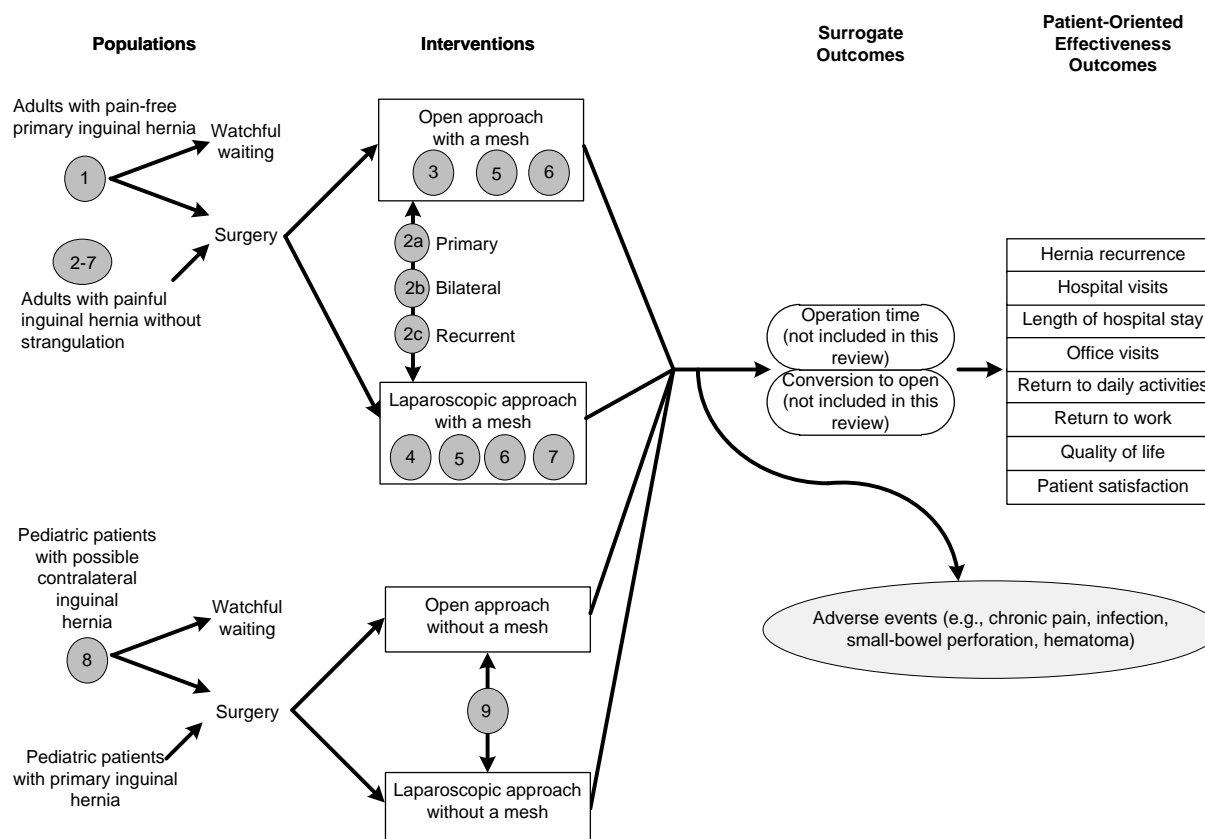 Populations
Interventions
Surrogate
Outcomes
Patient-Oriented
Effectiveness
Outcomes
Adults with pain-free
primary inguinal hernia
1
Watchful
waiting
Surgery
2-7
Adults with painful
inguinal hernia without
strangulation
Open approach
with a mesh
3 5 6
2a Primary
2b Bilateral
2c Recurrent
Laparoscopic approach
with a mesh
4 5 6 7
Pediatric patients
with possible
contralateral
inguinal
hernia
8
Watchful
waiting
Surgery
Pediatric patients
with primary inguinal
hernia
Open approach
without a mesh
9
Laparoscopic approach
without a mesh
Operation time
(not included in this
review)
Conversion to open
(not included in this
review)
Hernia recurrence
Hospital visits
Length of hospital stay
Office visits
Return to daily activities
Return to work
Quality of life
Patient satisfaction
Adverse events (e.g., chronic pain, infection,
small-bowel perforation, hematoma)